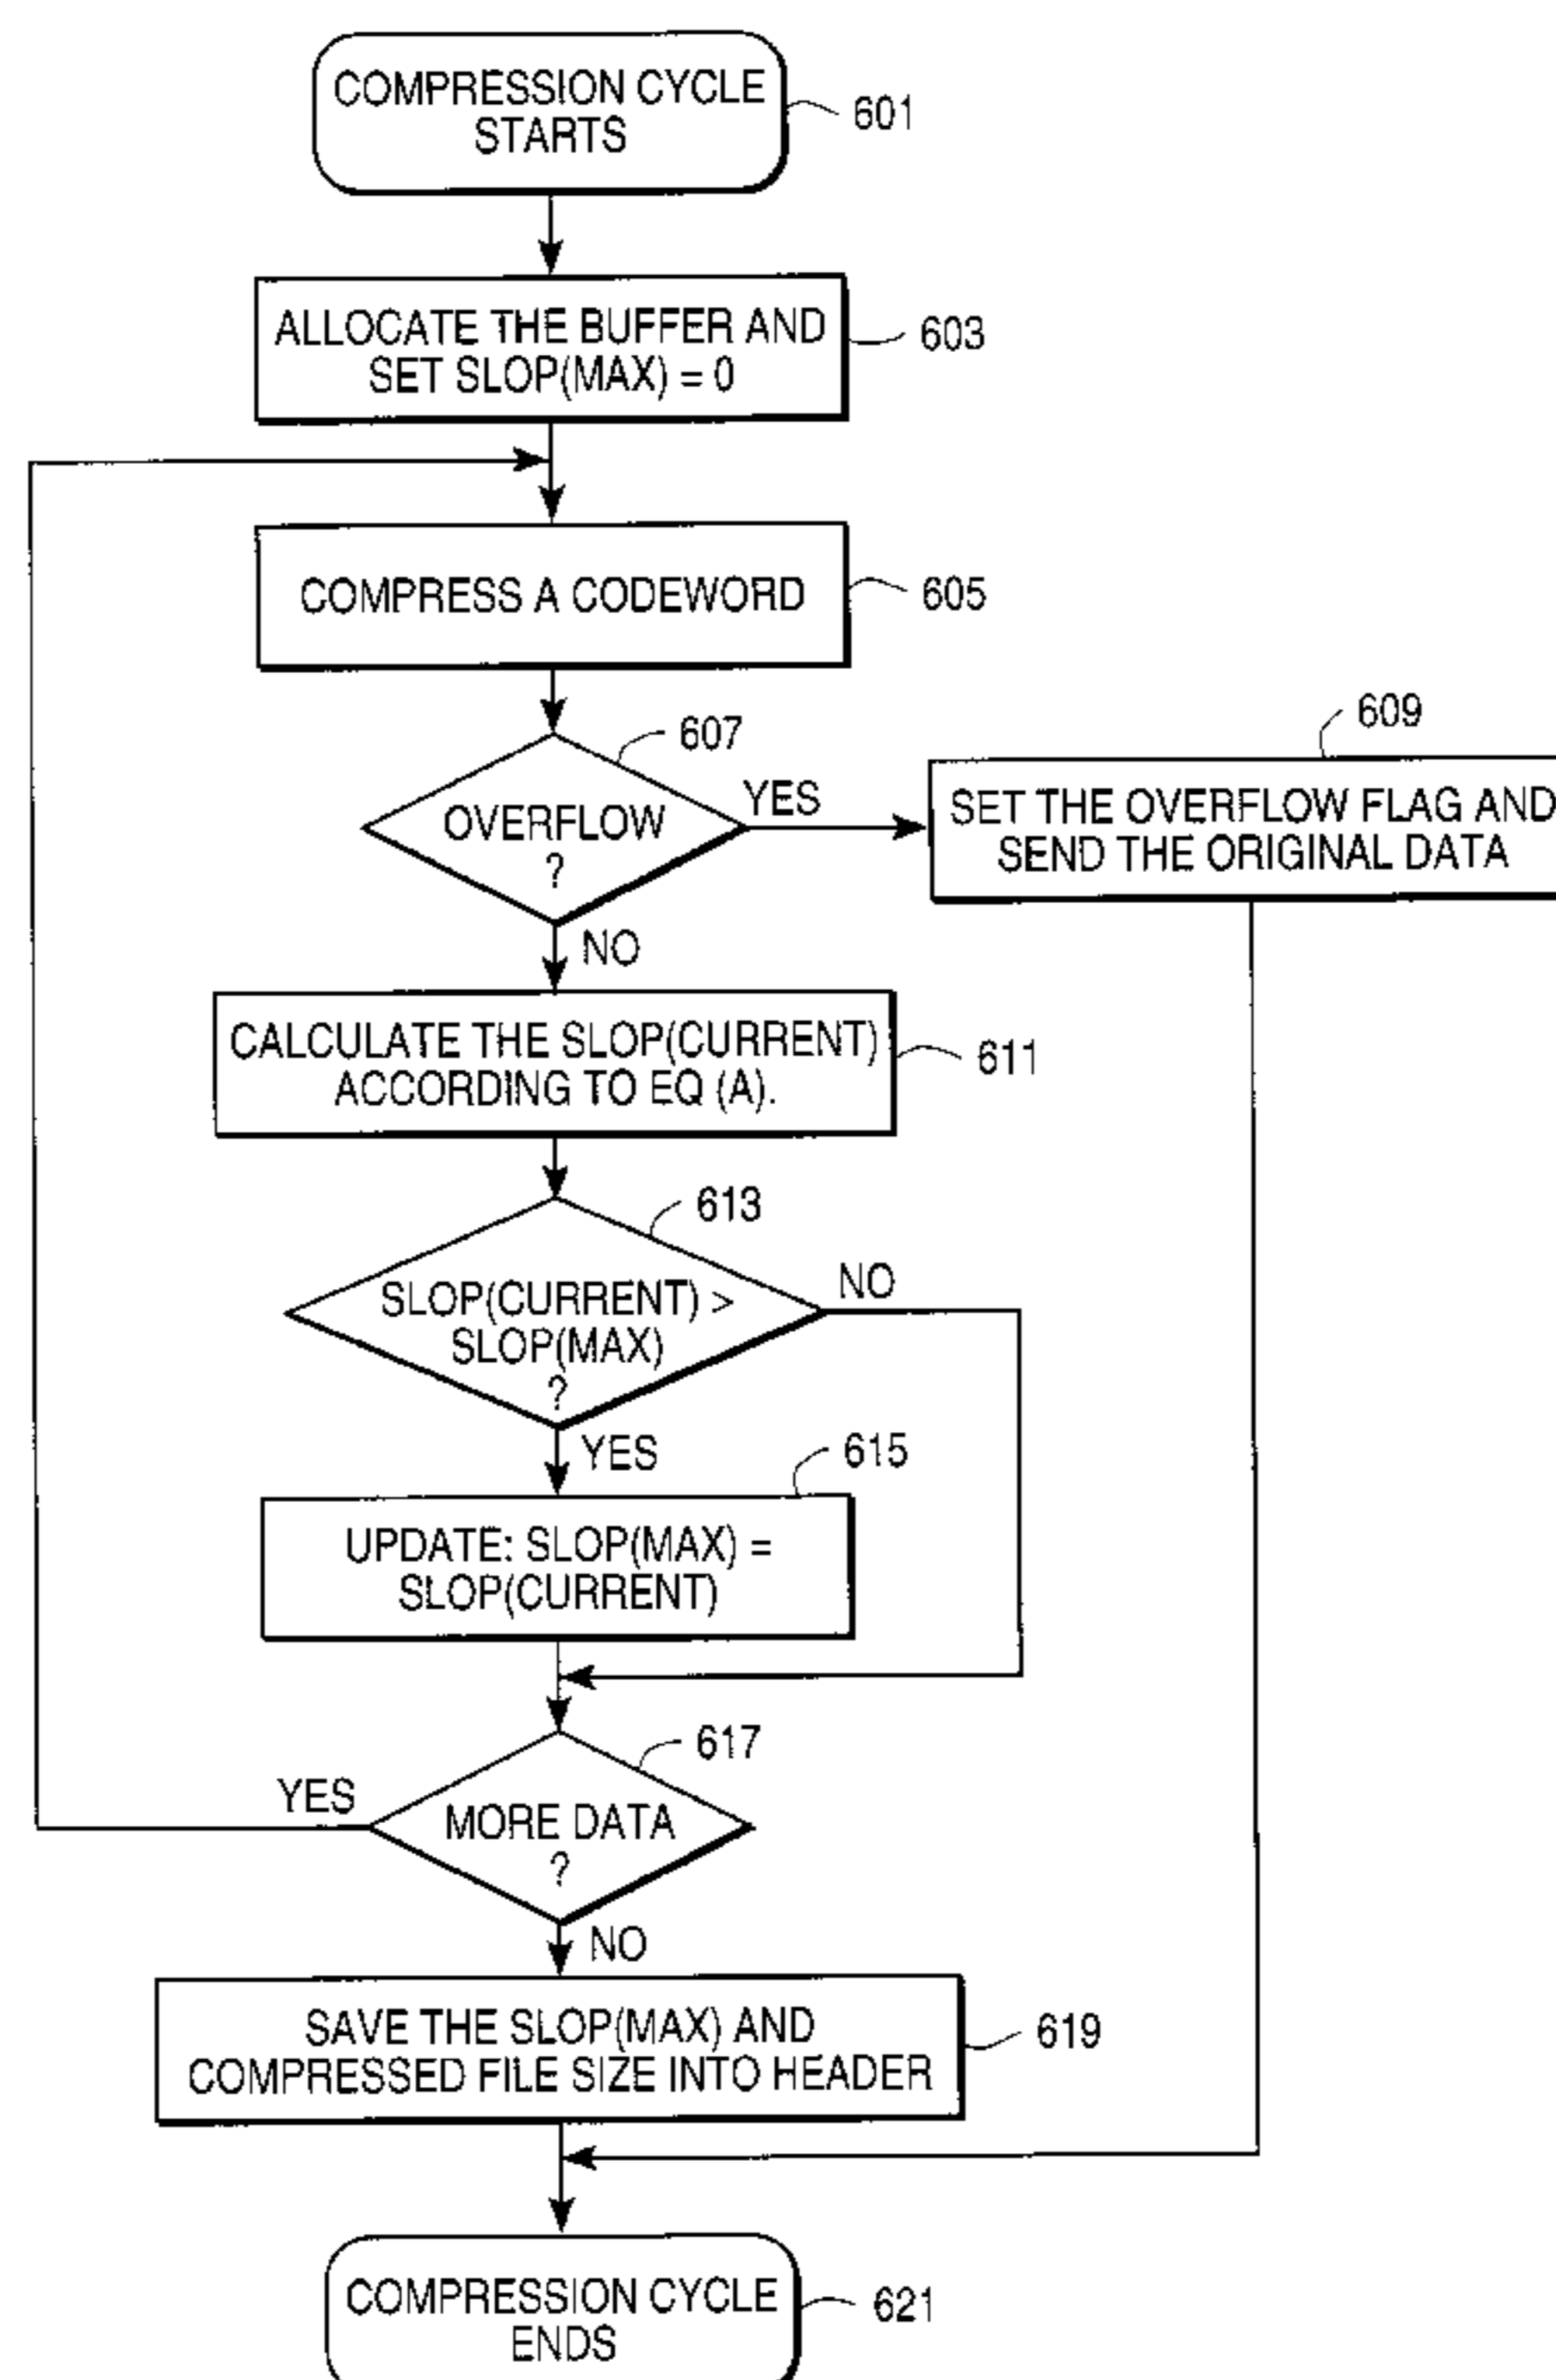 COMPRESSION CYCLE
STARTS
601
ALLOCATE THE BUFFER AND
SET SLOP(MAX) = 0
603
COMPRESS A CODEWORD
605
607
OVERFLOW
?
YES
NO
609
SET THE OVERFLOW FLAG AND
SEND THE ORIGINAL DATA
CALCULATE THE SLOP(CURRENT)
ACCORDING TO EQ (A).
611
613
SLOP(CURRENT) >
SLOP(MAX)
?
NO
YES
615
UPDATE: SLOP(MAX) =
SLOP(CURRENT)
617
YES
MORE DATA
?
NO
SAVE THE SLOP(MAX) AND
COMPRESSED FILE SIZE INTO HEADER
619
COMPRESSION CYCLE
ENDS
621